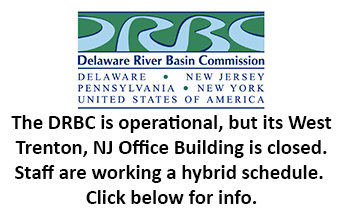 DRBC
Delaware River Basin Commission
DELAWARE • NEW JERSEY
PENNSYLVANIA • NEW YORK
UNITED STATES OF AMERICA
The DRBC is operational, but its West
Trenton, NJ Office Building is closed.
Staff are working a hybrid schedule.
Click below for info.